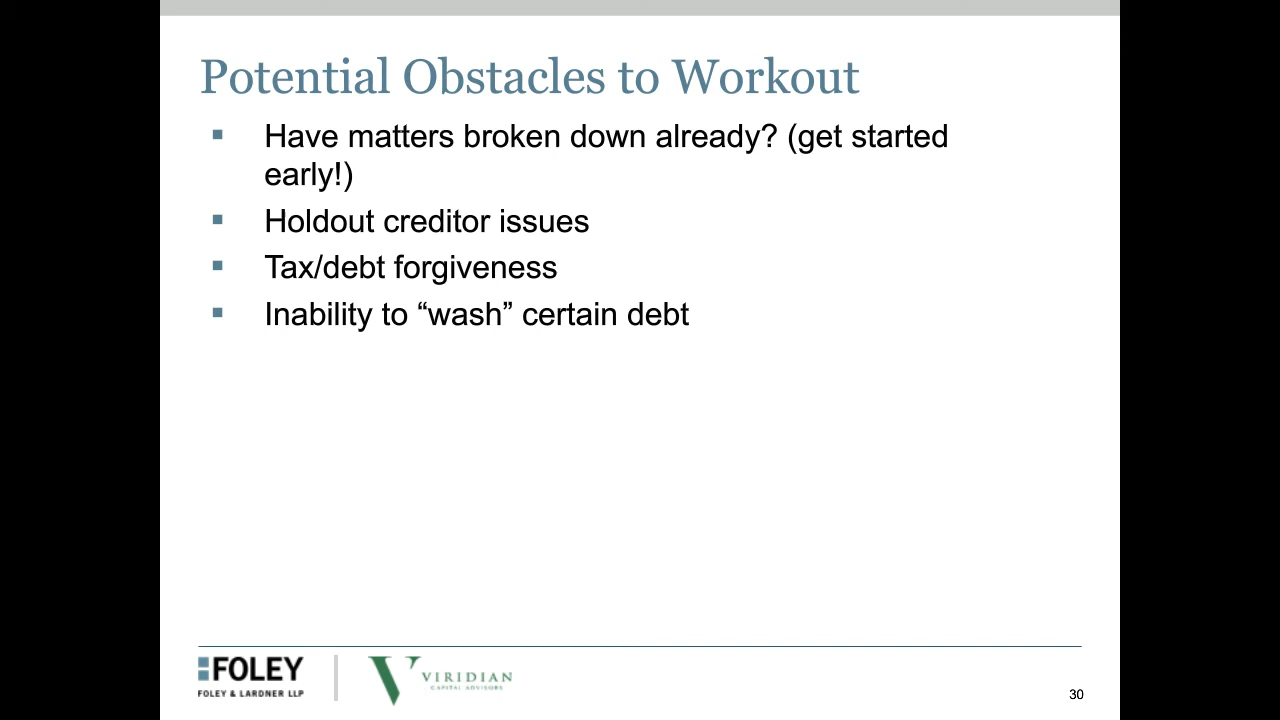 Potential Obstacles to Workout
▪ Have matters broken down already? (get started
early!)
▪ Holdout creditor issues
▪ Tax/debt forgiveness
▪ Inability to “wash” certain debt
FOLEY
FOLEY & LARDNER LLP
VIRIDIAN
CAPITAL ADVISORS
30